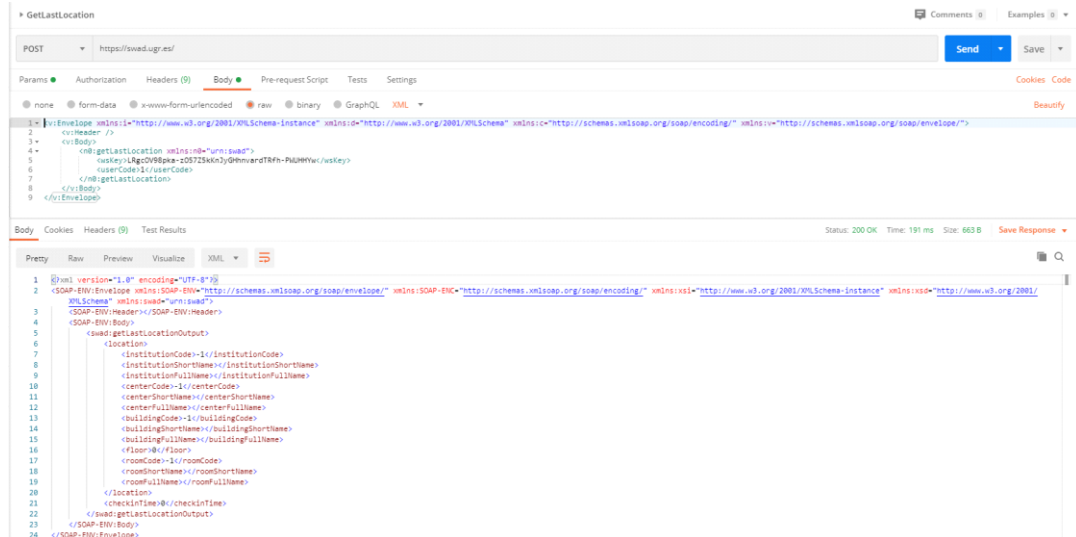 GetLastLocation Comments 0 Examples 0
POST https://swad.ugr.es/ Send Save
Params Authorization Headers (9) Body Pre-request Script Tests Settings Cookies Code
none form-data x-www-form-urlencoded raw binary GraphQL XML Beautify
1 <v:Envelope xmlns:i="http://www.w3.org/2001/XMLSchema-instance" xmlns:d="http://www.w3.org/2001/XMLSchema" xmlns:c="http://schemas.xmlsoap.org/soap/encoding/" xmlns:v="http://schemas.xmlsoap.org/soap/envelope/">
2 <v:Header />
3 <v:Body>
4 <n0:getLastLocation xmlns:n0="urn:swad">
5 <wsKey></wsKey>
6 <userCode>1</userCode>
7 </n0:getLastLocation>
8 </v:Body>
9 </v:Envelope>
Body Cookies Headers (9) Test Results Status: 200 OK Time: 191 ms Size: 663 B Save Response
Pretty Raw Preview Visualize XML
1 <?xml version="1.0" encoding="UTF-8"?>
2 <SOAP-ENV:Envelope xmlns:SOAP-ENV="http://schemas.xmlsoap.org/soap/envelope/" xmlns:SOAP-ENC="http://schemas.xmlsoap.org/soap/encoding/" xmlns:xsi="http://www.w3.org/2001/XMLSchema-instance" xmlns:xsd="http://www.w3.org/2001/
XMLSchema" xmlns:swad="urn:swad">
3 <SOAP-ENV:Header></SOAP-ENV:Header>
4 <SOAP-ENV:Body>
5 <swad:getLastLocationOutput>
6 <location>
7 <institutionCode>-1</institutionCode>
8 <institutionShortName></institutionShortName>
9 <institutionFullName></institutionFullName>
10 <centerCode>-1</centerCode>
11 <centerShortName></centerShortName>
12 <centerFullName></centerFullName>
13 <buildingCode>-1</buildingCode>
14 <buildingShortName></buildingShortName>
15 <buildingFullName></buildingFullName>
16 <floor>0</floor>
17 <roomCode>-1</roomCode>
18 <roomShortName></roomShortName>
19 <roomFullName></roomFullName>
20 </location>
21 <checkinTime>0</checkinTime>
22 </swad:getLastLocationOutput>
23 </SOAP-ENV:Body>
24 </SOAP-ENV:Envelope>